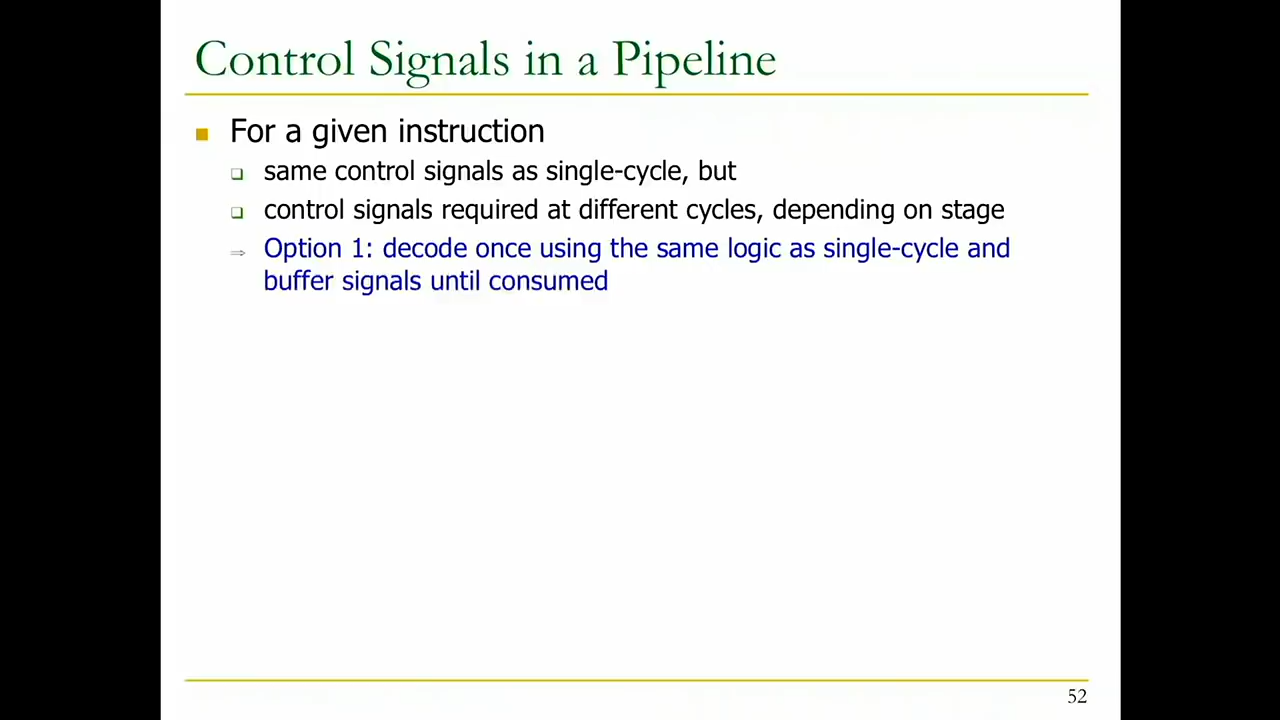 Control Signals in a Pipeline
For a given instruction
same control signals as single-cycle, but
control signals required at different cycles, depending on stage
⇒ Option 1: decode once using the same logic as single-cycle and
buffer signals until consumed
52